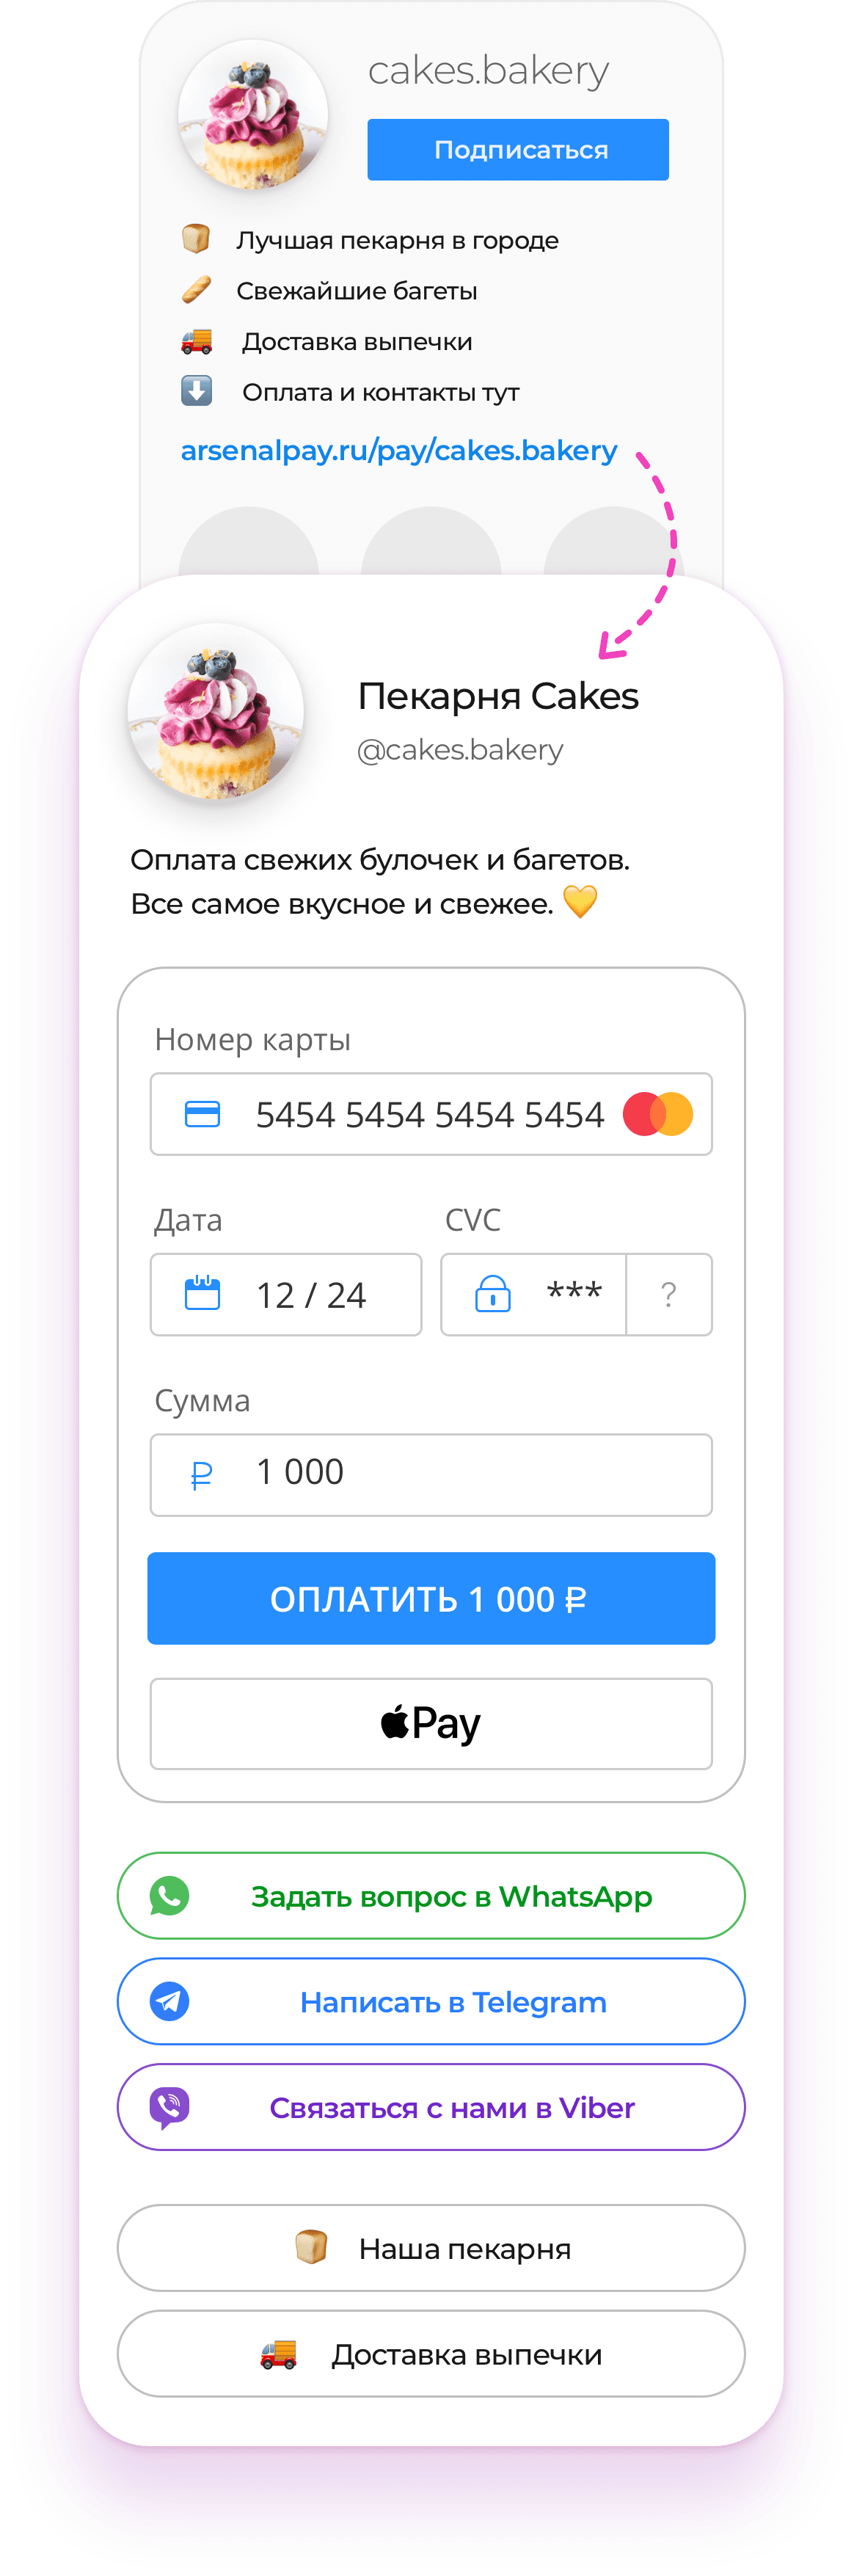 cakes.bakery
Подписаться
🍞 Лучшая пекарня в городе
🥖 Свежайшие багеты
🚚 Доставка выпечки
⬇️ Оплата и контакты тут
arsenalpay.ru/pay/cakes.bakery
Пекарня Cakes
@cakes.bakery
Оплата свежих булочек и багетов.
Все самое вкусное и свежее. 💛
Номер карты
5454 5454 5454 5454
Дата
CVC
12 / 24
*** ?
Сумма
₽ 1 000
ОПЛАТИТЬ 1 000 ₽
Pay
Задать вопрос в WhatsApp
Написать в Telegram
Связаться с нами в Viber
🍞 Наша пекарня
🚚 Доставка выпечки